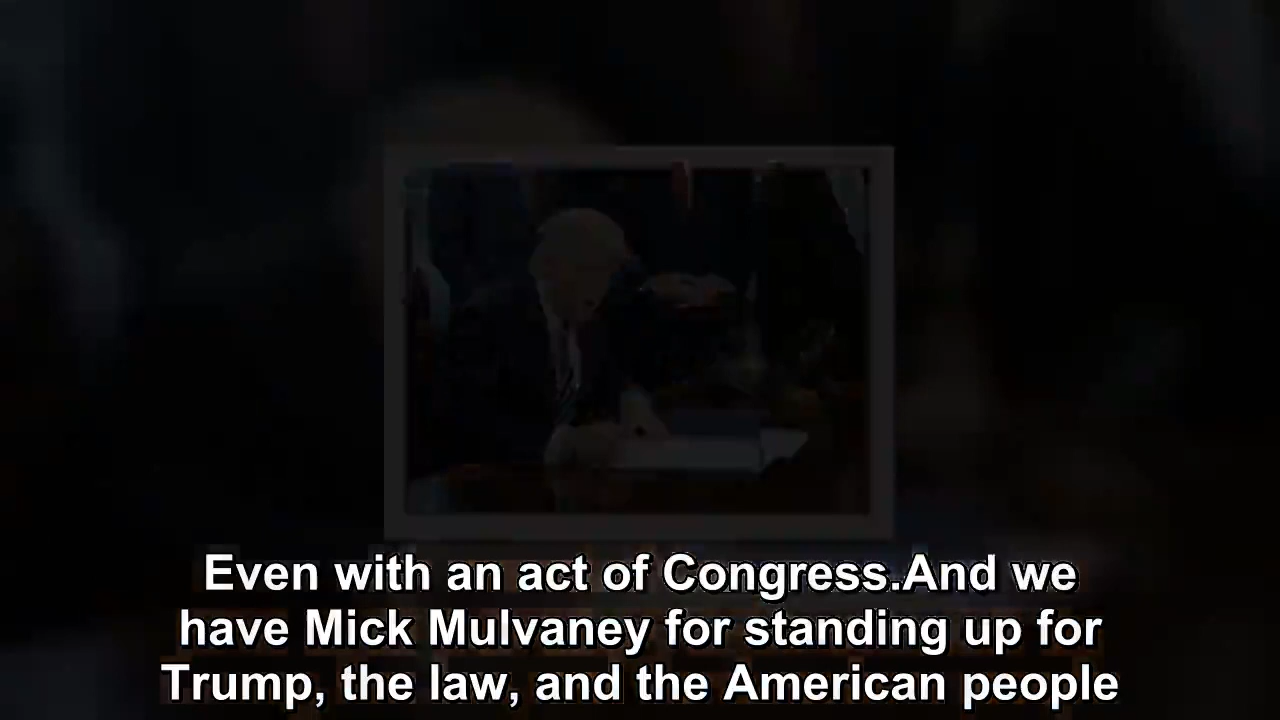 Even with an act of Congress.And we
have Mick Mulvaney for standing up for
Trump, the law, and the American people